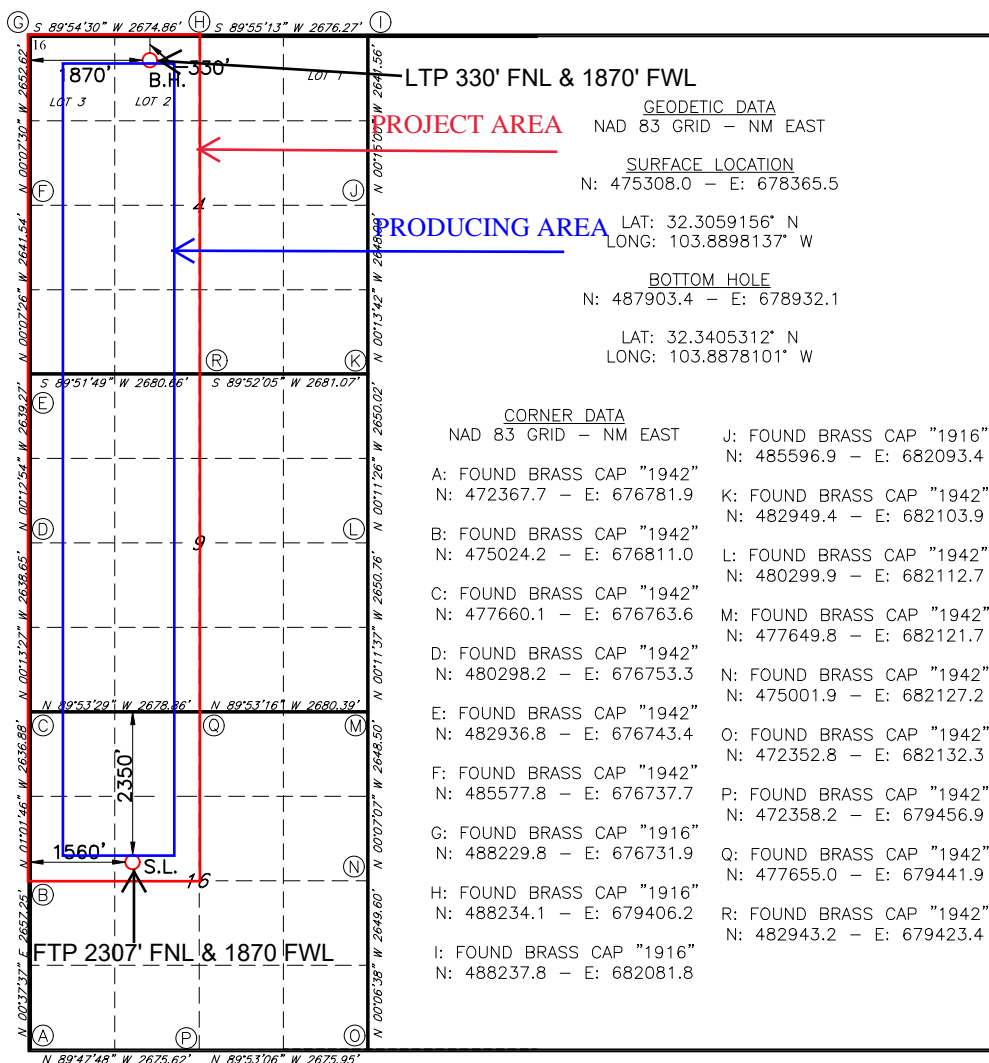 G S 89°54'30" W 2674.86' H S 89°55'13" W 2676.27' I
16
1870'
330'
B.H.
LOT 1
LOT 3
LOT 2
LTP 330' FNL & 1870' FWL
PROJECT AREA
PRODUCING AREA
N 00°07'30" W 2652.62'
F
N 00°07'26" W 2641.54'
4
J
N 00°13'42" W
R
K
S 89°51'49" W 2680.66' S 89°52'05" W 2681.07'
E
N 00°12'54" W 2639.27'
N 00°11'26" W 2650.02'
D
9
L
N 00°13'27" W 2638.65'
N 00°11'37" W 2650.76'
N 89°53'29" W N 89°53'16" W 2680.39'
C
Q
M
N 01°01'46" W 2636.88'
2350'
N 00°07'07" W 2648.50'
1560'
S.L.
16
N
B
FTP 2307' FNL & 1870 FWL
N 00°37'37" E 2657.25'
N 00°06'38" W 2649.60'
A
P
O
N 89°47'48" W 2675.62' N 89°53'06" W 2675.95'
GEODETIC DATA
NAD 83 GRID – NM EAST
SURFACE LOCATION
N: 475308.0 – E: 678365.5
LAT: 32.3059156° N
LONG: 103.8898137° W
BOTTOM HOLE
N: 487903.4 – E: 678932.1
LAT: 32.3405312° N
LONG: 103.8878101° W
CORNER DATA
NAD 83 GRID – NM EAST
A: FOUND BRASS CAP "1942"
N: 472367.7 – E: 676781.9
B: FOUND BRASS CAP "1942"
N: 475024.2 – E: 676811.0
C: FOUND BRASS CAP "1942"
N: 477660.1 – E: 676763.6
D: FOUND BRASS CAP "1942"
N: 480298.2 – E: 676753.3
E: FOUND BRASS CAP "1942"
N: 482936.8 – E: 676743.4
F: FOUND BRASS CAP "1942"
N: 485577.8 – E: 676737.7
G: FOUND BRASS CAP "1916"
N: 488229.8 – E: 676731.9
H: FOUND BRASS CAP "1916"
N: 488234.1 – E: 679406.2
I: FOUND BRASS CAP "1916"
N: 488237.8 – E: 682081.8
J: FOUND BRASS CAP "1916"
N: 485596.9 – E: 682093.4
K: FOUND BRASS CAP "1942"
N: 482949.4 – E: 682103.9
L: FOUND BRASS CAP "1942"
N: 480299.9 – E: 682112.7
M: FOUND BRASS CAP "1942"
N: 477649.8 – E: 682121.7
N: FOUND BRASS CAP "1942"
N: 475001.9 – E: 682127.2
O: FOUND BRASS CAP "1942"
N: 472352.8 – E: 682132.3
P: FOUND BRASS CAP "1942"
N: 472358.2 – E: 679456.9
Q: FOUND BRASS CAP "1942"
N: 477655.0 – E: 679441.9
R: FOUND BRASS CAP "1942"
N: 482943.2 – E: 679423.4